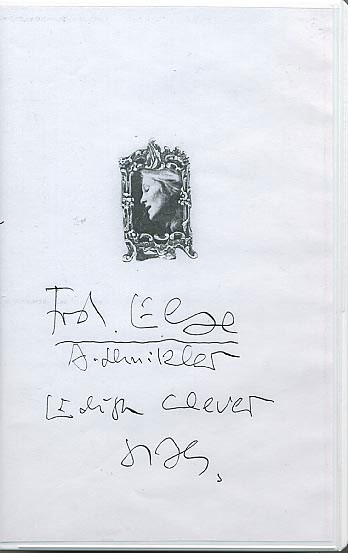 Frl. Else
A. Schnitzler
Edith Clever